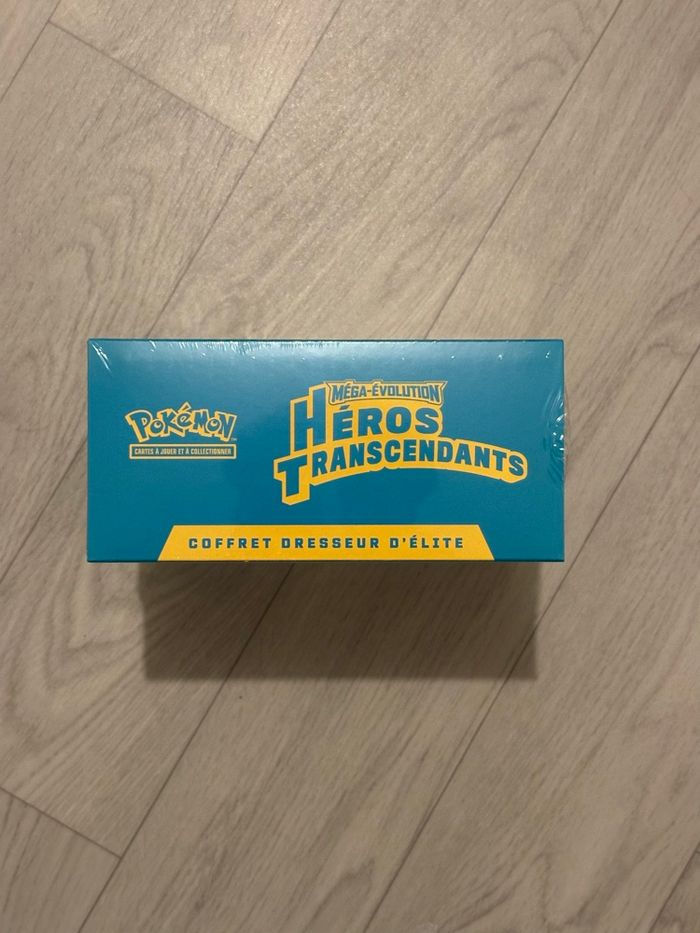 MÉGA-ÉVOLUTION
HÉROS
TRANSCENDANTS
POKÉMON
CARTES À JOUER ET À COLLECTIONNER
COFFRET DRESSEUR D'ÉLITE